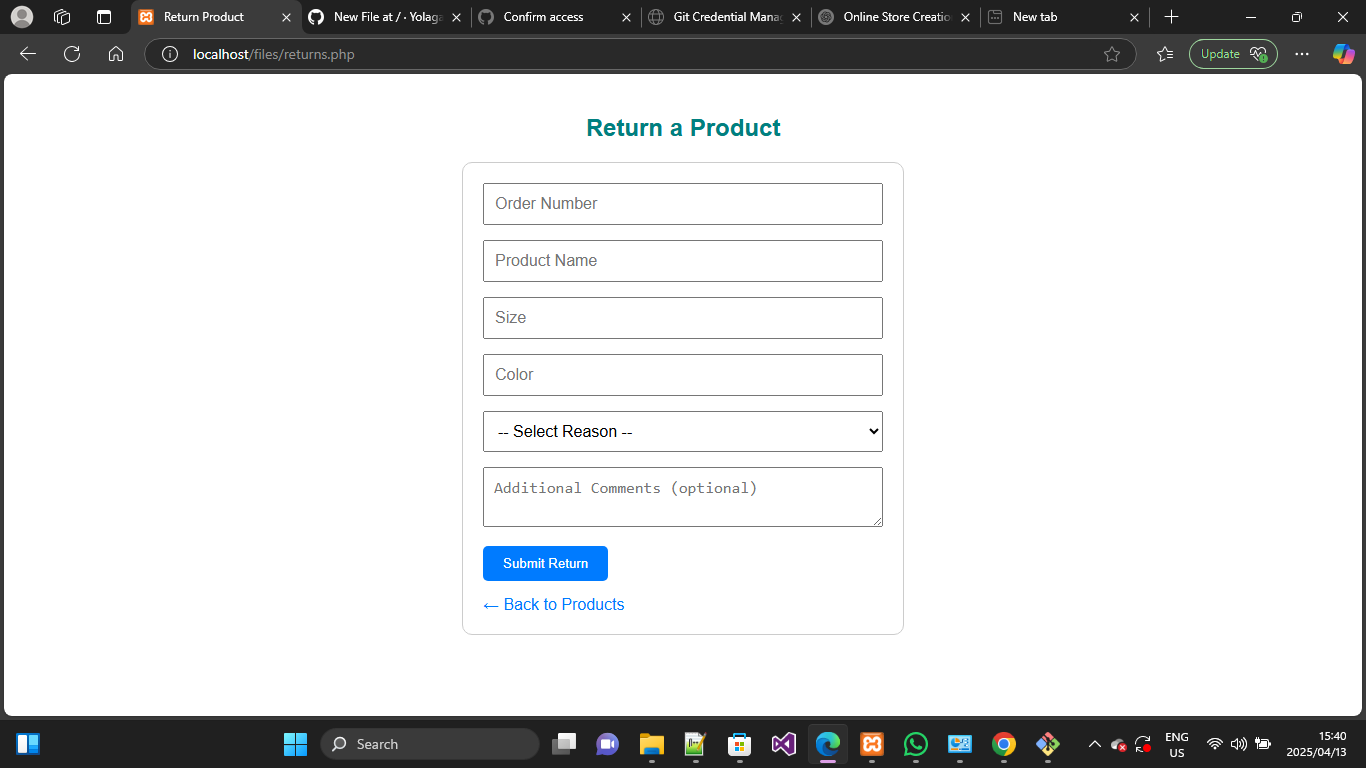 Return Product
New File at / · Yolaga
Confirm access
Git Credential Mana
Online Store Creatio
New tab
localhost/files/returns.php
Update
Return a Product
Order Number
Product Name
Size
Color
-- Select Reason --
Additional Comments (optional)
Submit Return
← Back to Products
Search
ENG
US
15:40
2025/04/13